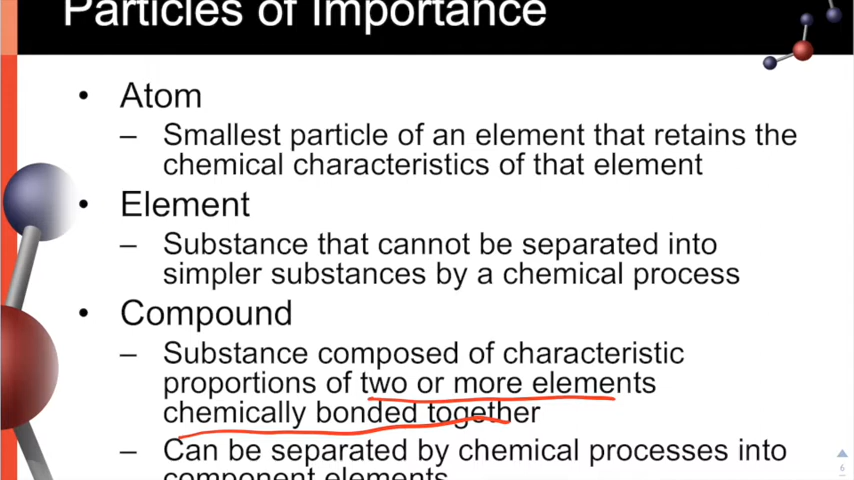 Particles of Importance
• Atom
– Smallest particle of an element that retains the
chemical characteristics of that element
• Element
– Substance that cannot be separated into
simpler substances by a chemical process
• Compound
– Substance composed of characteristic
proportions of two or more elements
chemically bonded together
– Can be separated by chemical processes into
component elements
6